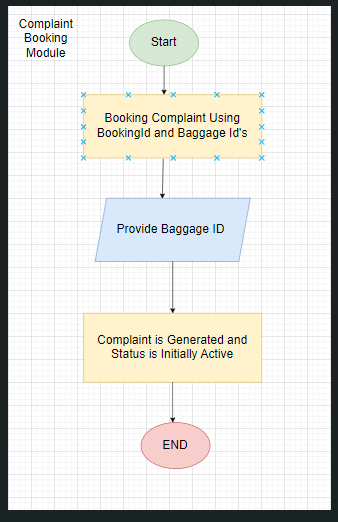 Complaint
Booking
Module
Start
Booking Complaint Using
BookingId and Baggage Id's
Provide Baggage ID
Complaint is Generated and
Status is Initially Active
END